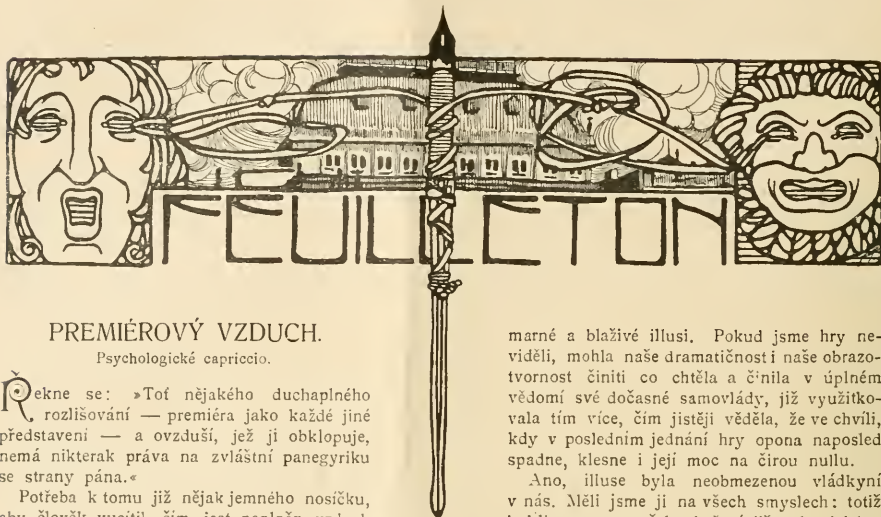 FEUILLETON
PREMIÉROVÝ VZDUCH.
Psychologické capriccio.
Řekne se: »Toť nějakého duchaplného
rozlišování — premiéra jako každé jiné
představení — a ovzduší, jež ji obklopuje,
nemá nikterak práva na zvláštní panegyriku
se strany pána.«
Potřeba k tomu již nějak jemného nosíčku,
marné a blaživé illusi. Pokud jsme hry ne-
viděli, mohla naše dramatičnost i naše obrazo-
tvornost činiti co chtěla a činila v úplném
vědomí své dočasné samovlády, již využitko-
vala tím více, čím jistěji věděla, že ve chvíli,
kdy v posledním jednání hry opona naposled
spadne, klesne i její moc na čirou nullu.
Ano, illuse byla neobmezenou vládkyní
v nás. Měli jsme ji na všech smyslech: totiž